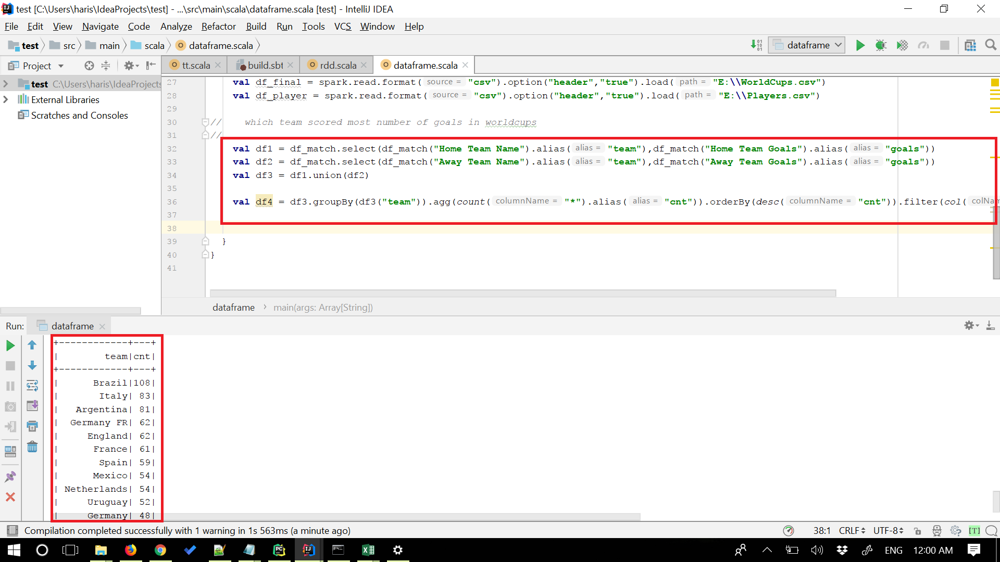 test [C:\Users\haris\IdeaProjects\test] - ...\src\main\scala\dataframe.scala [test] - IntelliJ IDEA
File Edit View Navigate Code Analyze Refactor Build Run Tools VCS Window Help
test src main scala dataframe.scala
dataframe
Project
tt.scala build.sbt rdd.scala dataframe.scala
test C:\Users\haris\IdeaProjects
External Libraries
Scratches and Consoles
27 val df_final = spark.read.format( source = "csv").option("header","true").load( path = "E:\\WorldCups.csv")
28 val df_player = spark.read.format( source = "csv").option("header","true").load( path = "E:\\Players.csv")
29
30 // which team scored most number of goals in worldcups
31 //
32 val df1 = df_match.select(df_match("Home Team Name").alias( alias = "team"),df_match("Home Team Goals").alias( alias = "goals"))
33 val df2 = df_match.select(df_match("Away Team Name").alias( alias = "team"),df_match("Away Team Goals").alias( alias = "goals"))
34 val df3 = df1.union(df2)
35
36 val df4 = df3.groupBy(df3("team")).agg(count( columnName = "*").alias( alias = "cnt")).orderBy(desc( columnName = "cnt")).filter(col( colNam
37
38
39 }
40 }
41
dataframe › main(args: Array[String])
Run: dataframe
+------------+---+
| team|cnt|
+------------+---+
| Brazil|108|
| Italy| 83|
| Argentina| 81|
| Germany FR| 62|
| England| 62|
| France| 61|
| Spain| 59|
| Mexico| 54|
| Netherlands| 54|
| Uruguay| 52|
| Germany| 48|
Compilation completed successfully with 1 warning in 1s 563ms (a minute ago)
38:1 CRLF UTF-8 [T]
ENG 12:00 AM